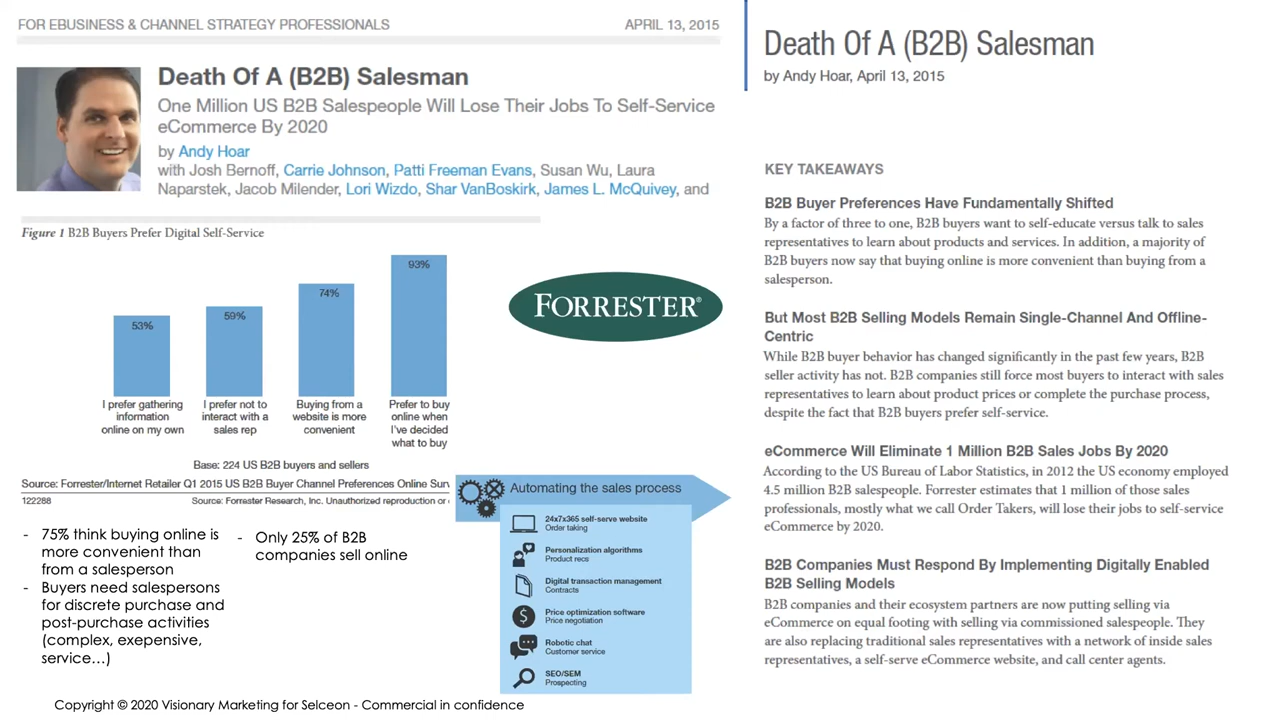 FOR EBUSINESS & CHANNEL STRATEGY PROFESSIONALS
APRIL 13, 2015
Death Of A (B2B) Salesman
One Million US B2B Salespeople Will Lose Their Jobs To Self-Service
eCommerce By 2020
by Andy Hoar
with Josh Bernoff, Carrie Johnson, Patti Freeman Evans, Susan Wu, Laura
Naparstek, Jacob Milender, Lori Wizdo, Shar VanBoskirk, James L. McQuivey, and
Figure 1 B2B Buyers Prefer Digital Self-Service
53%
59%
74%
93%
I prefer gathering
information
online on my own
I prefer not to
interact with a
sales rep
Buying from a
website is more
convenient
Prefer to buy
online when
I've decided
what to buy
Base: 224 US B2B buyers and sellers
Source: Forrester/Internet Retailer Q1 2015 US B2B Buyer Channel Preferences Online Surv
122288
Source: Forrester Research, Inc. Unauthorized reproduction or
FORRESTER®
- 75% think buying online is
more convenient than
from a salesperson
- Buyers need salespersons
for discrete purchase and
post-purchase activities
(complex, exepensive,
service…)
- Only 25% of B2B
companies sell online
Automating the sales process
24x7x365 self-serve website
Order taking
Personalization algorithms
Product recs
Digital transaction management
Contracts
$
Price optimization software
Price negotiation
Robotic chat
Customer service
SEO/SEM
Prospecting
Copyright © 2020 Visionary Marketing for Selceon - Commercial in confidence
Death Of A (B2B) Salesman
by Andy Hoar, April 13, 2015
KEY TAKEAWAYS
B2B Buyer Preferences Have Fundamentally Shifted
By a factor of three to one, B2B buyers want to self-educate versus talk to sales
representatives to learn about products and services. In addition, a majority of
B2B buyers now say that buying online is more convenient than buying from a
salesperson.
But Most B2B Selling Models Remain Single-Channel And Offline-
Centric
While B2B buyer behavior has changed significantly in the past few years, B2B
seller activity has not. B2B companies still force most buyers to interact with sales
representatives to learn about product prices or complete the purchase process,
despite the fact that B2B buyers prefer self-service.
eCommerce Will Eliminate 1 Million B2B Sales Jobs By 2020
According to the US Bureau of Labor Statistics, in 2012 the US economy employed
4.5 million B2B salespeople. Forrester estimates that 1 million of those sales
professionals, mostly what we call Order Takers, will lose their jobs to self-service
eCommerce by 2020.
B2B Companies Must Respond By Implementing Digitally Enabled
B2B Selling Models
B2B companies and their ecosystem partners are now putting selling via
eCommerce on equal footing with selling via commissioned salespeople. They
are also replacing traditional sales representatives with a network of inside sales
representatives, a self-serve eCommerce website, and call center agents.